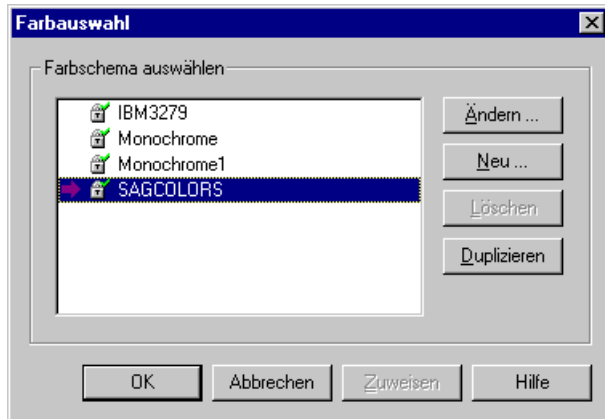 Farbauswahl
Farbschema auswählen
IBM3279
Monochrome
Monochrome1
SAGCOLORS
Ändern ...
Neu ...
Löschen
Duplizieren
OK
Abbrechen
Zuweisen
Hilfe